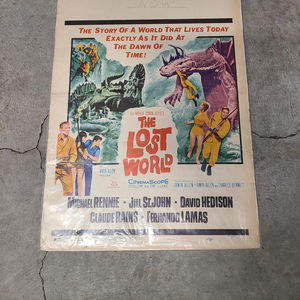 THE STORY OF A WORLD THAT LIVES TODAY
EXACTLY AS IT DID AT
THE DAWN OF
TIME!
THE
LOST
WORLD
CINEMASCOPE
MICHAEL RENNIE · JILL ST. JOHN · DAVID HEDISON
CLAUDE RAINS · FERNANDO LAMAS